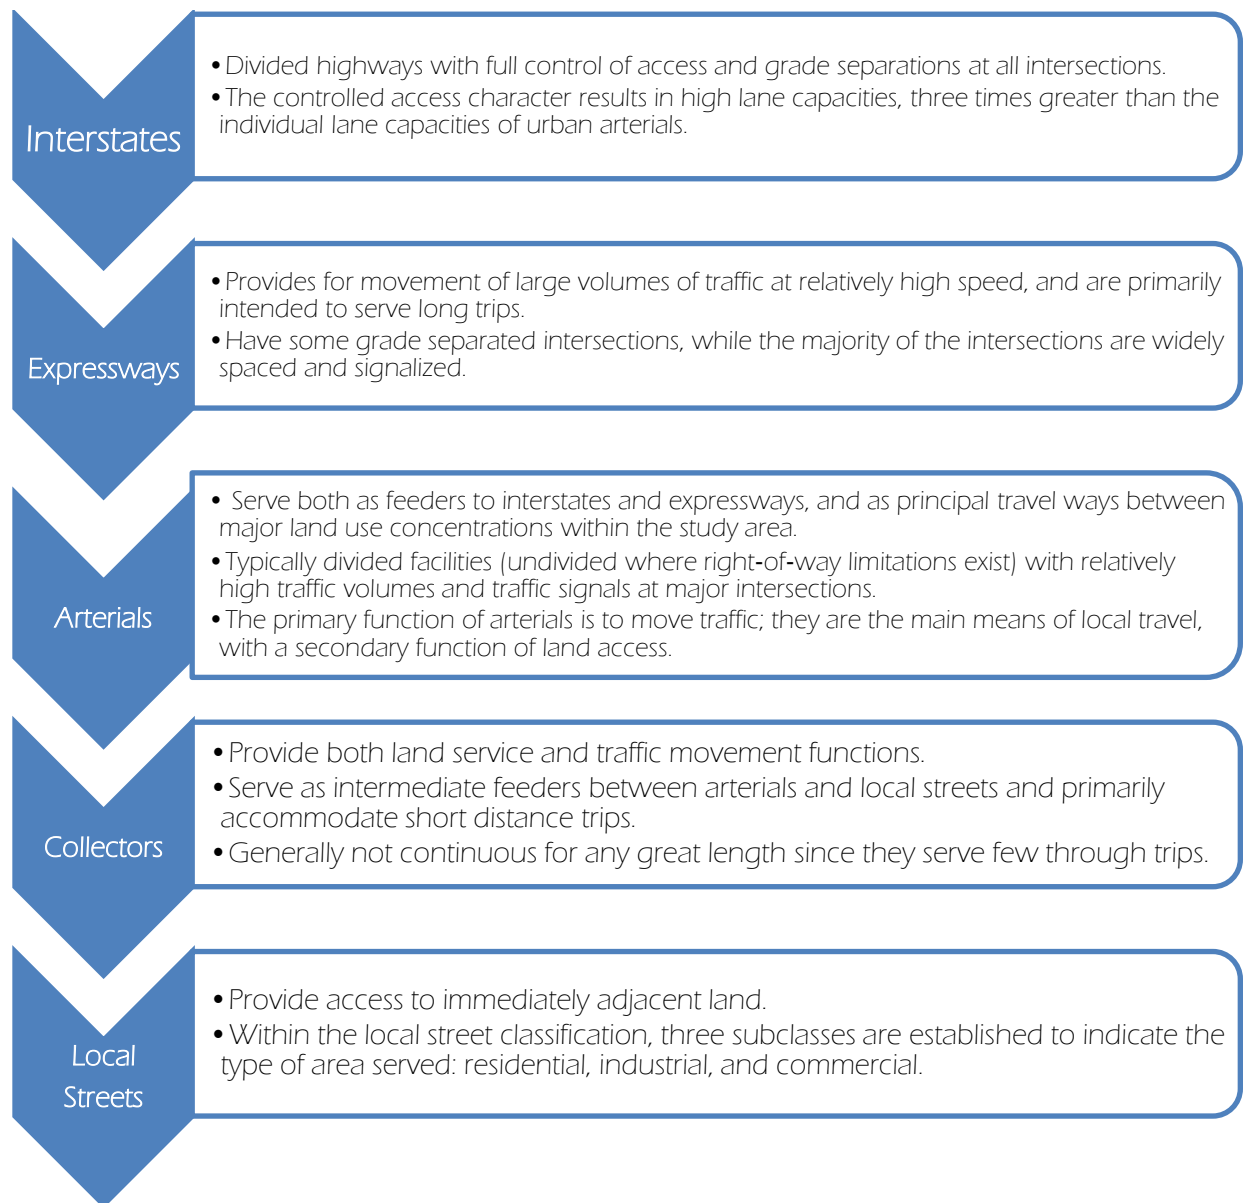 Interstates
• Divided highways with full control of access and grade separations at all intersections.
• The controlled access character results in high lane capacities, three times greater than the
individual lane capacities of urban arterials.
Expressways
• Provides for movement of large volumes of traffic at relatively high speed, and are primarily
intended to serve long trips.
• Have some grade separated intersections, while the majority of the intersections are widely
spaced and signalized.
Arterials
• Serve both as feeders to interstates and expressways, and as principal travel ways between
major land use concentrations within the study area.
• Typically divided facilities (undivided where right-of-way limitations exist) with relatively
high traffic volumes and traffic signals at major intersections.
• The primary function of arterials is to move traffic; they are the main means of local travel,
with a secondary function of land access.
Collectors
• Provide both land service and traffic movement functions.
• Serve as intermediate feeders between arterials and local streets and primarily
accommodate short distance trips.
• Generally not continuous for any great length since they serve few through trips.
Local
Streets
• Provide access to immediately adjacent land.
• Within the local street classification, three subclasses are established to indicate the
type of area served: residential, industrial, and commercial.